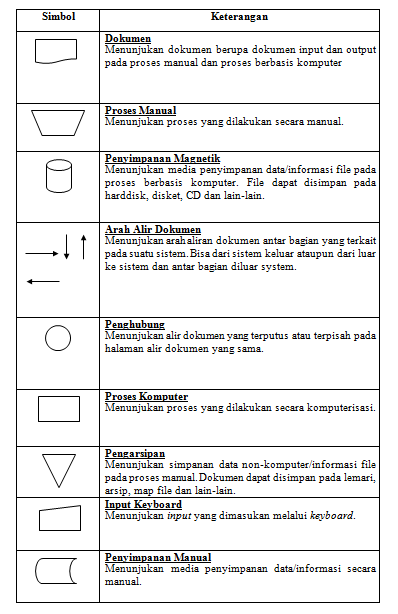 Simbol Keterangan
Dokumen
Menunjukan dokumen berupa dokumen input dan output
pada proses manual dan proses berbasis komputer
Proses Manual
Menunjukan proses yang dilakukan secara manual.
Penyimpanan Magnetik
Menunjukan media penyimpanan data/informasi file pada
proses berbasis komputer. File dapat disimpan pada
harddisk, disket, CD dan lain-lain.
Arah Alir Dokumen
Menunjukan arah aliran dokumen antar bagian yang terkait
pada suatu sistem. Bisa dari sistem keluar ataupun dari luar
ke sistem dan antar bagian diluar system.
Penghubung
Menunjukan alir dokumen yang terputus atau terpisah pada
halaman alir dokumen yang sama.
Proses Komputer
Menunjukan proses yang dilakukan secara komputerisasi.
Pengarsipan
Menunjukan simpanan data non-komputer/informasi file
pada proses manual. Dokumen dapat disimpan pada lemari,
arsip, map file dan lain-lain.
Input Keyboard
Menunjukan input yang dimasukan melalui keyboard.
Penyimpanan Manual
Menunjukan media penyimpanan data/informasi secara
manual.